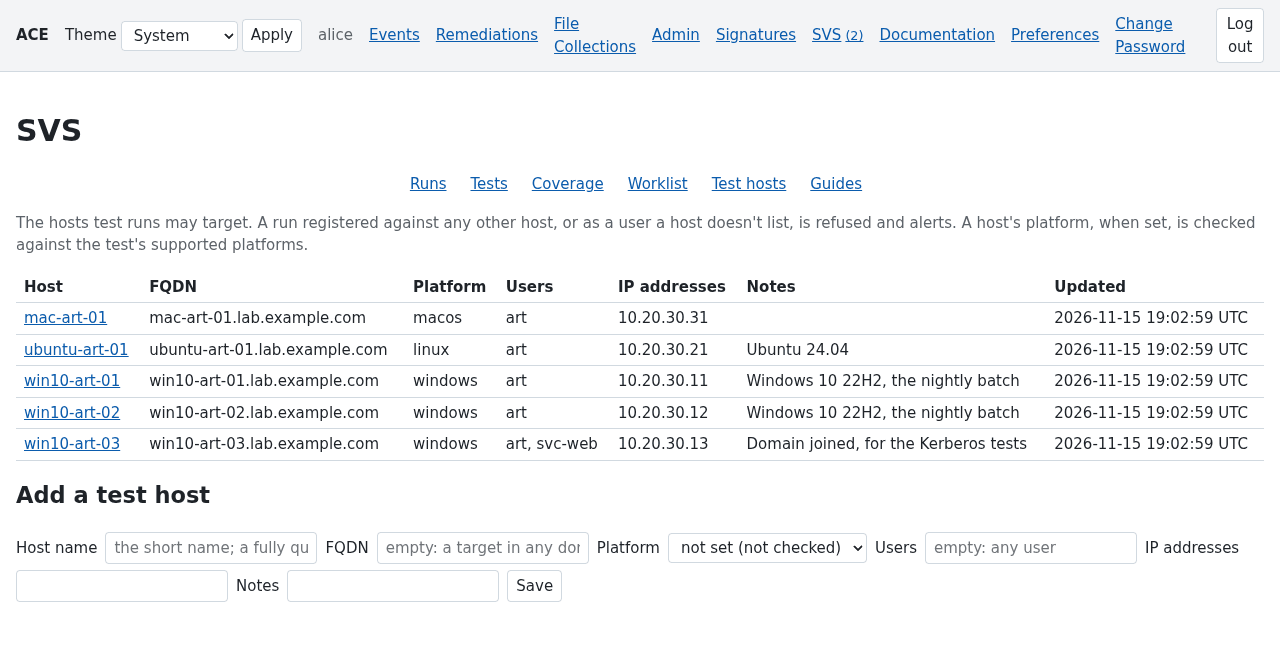 ACE Theme System Apply alice Events Remediations File Collections Admin Signatures SVS (2) Documentation Preferences Change Password Log out
SVS
Runs Tests Coverage Worklist Test hosts Guides
The hosts test runs may target. A run registered against any other host, or as a user a host doesn't list, is refused and alerts. A host's platform, when set, is checked
against the test's supported platforms.
Host FQDN Platform Users IP addresses Notes Updated
mac-art-01 mac-art-01.lab.example.com macos art 10.20.30.31 2026-11-15 19:02:59 UTC
ubuntu-art-01 ubuntu-art-01.lab.example.com linux art 10.20.30.21 Ubuntu 24.04 2026-11-15 19:02:59 UTC
win10-art-01 win10-art-01.lab.example.com windows art 10.20.30.11 Windows 10 22H2, the nightly batch 2026-11-15 19:02:59 UTC
win10-art-02 win10-art-02.lab.example.com windows art 10.20.30.12 Windows 10 22H2, the nightly batch 2026-11-15 19:02:59 UTC
win10-art-03 win10-art-03.lab.example.com windows art, svc-web 10.20.30.13 Domain joined, for the Kerberos tests 2026-11-15 19:02:59 UTC
Add a test host
Host name the short name; a fully qu FQDN empty: a target in any dor Platform not set (not checked) Users empty: any user IP addresses
Notes Save